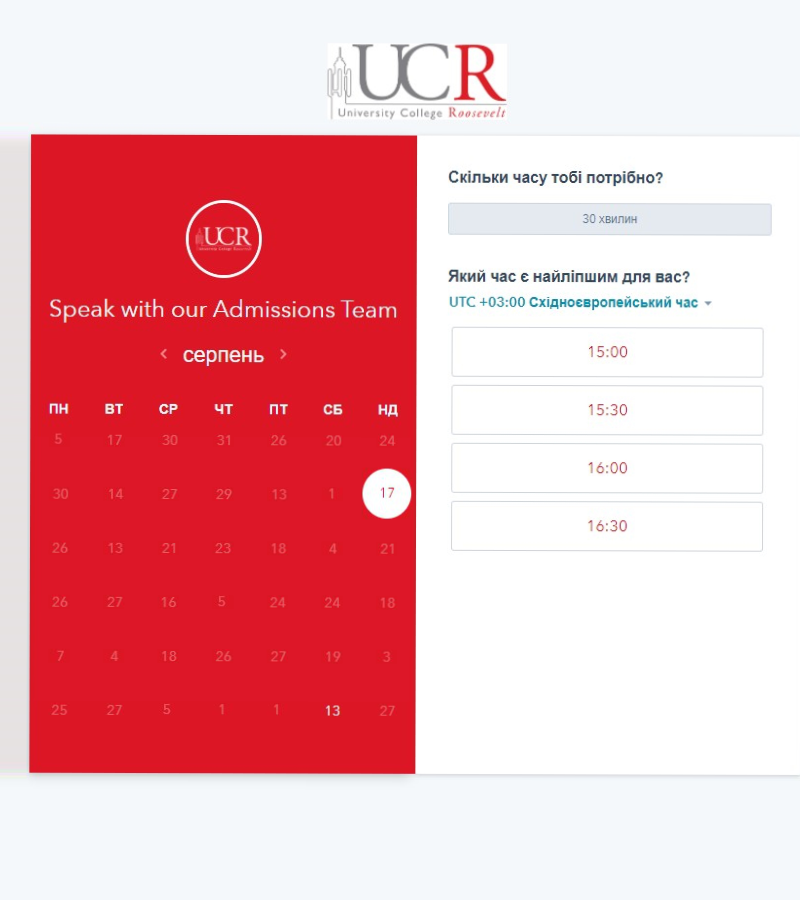 UCR
University College Roosevelt
UCR
Speak with our Admissions Team
серпень
ПН ВТ СР ЧТ ПТ СБ НД
5 17 30 31 26 20 24
30 14 27 29 13 1 17
26 13 21 23 18 4 21
26 27 16 5 24 24 18
7 4 18 26 27 19 3
25 27 5 1 1 13 27
Скільки часу тобі потрібно?
30 хвилин
Який час є найліпшим для вас?
UTC +03:00 Східноєвропейський час
15:00
15:30
16:00
16:30